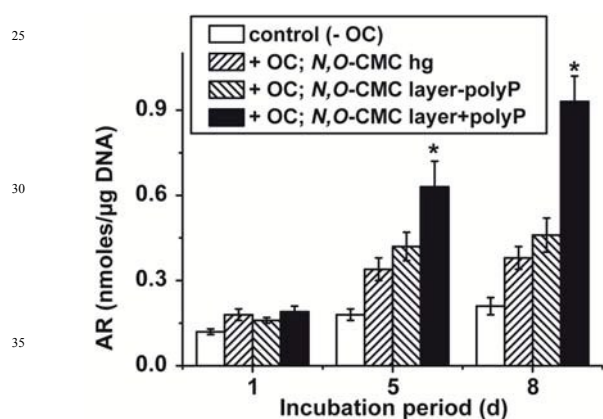 25
30
35
control (- OC)
+ OC; N,O-CMC hg
+ OC; N,O-CMC layer-polyP
+ OC; N,O-CMC layer+polyP
*
*
AR (nmoles/µg DNA)
0.9
0.6
0.3
0.0
1 5 8
Incubation period (d)